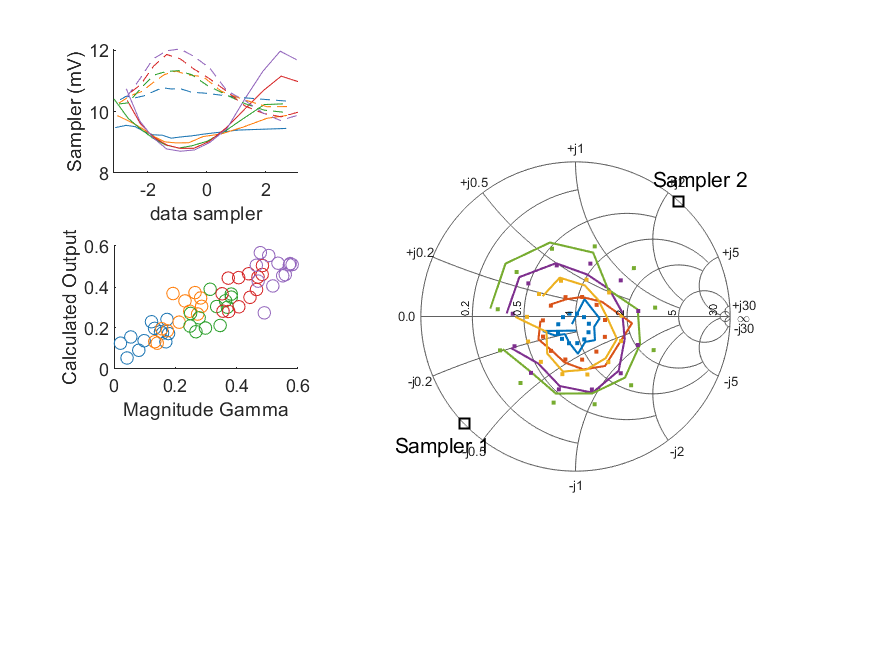 12
10
8
Sampler (mV)
-2 0 2
data sampler
0.6
0.4
0.2
0
Calculated Output
0 0.2 0.4 0.6
Magnitude Gamma
+j1
+j0.5
Sampler 2
+j0.2
+j5
0.0
0.2
0.5
2
5
30
+j30
∞
-j30
-j0.2
-j5
Sampler 1
-j0.5
-j2
-j1